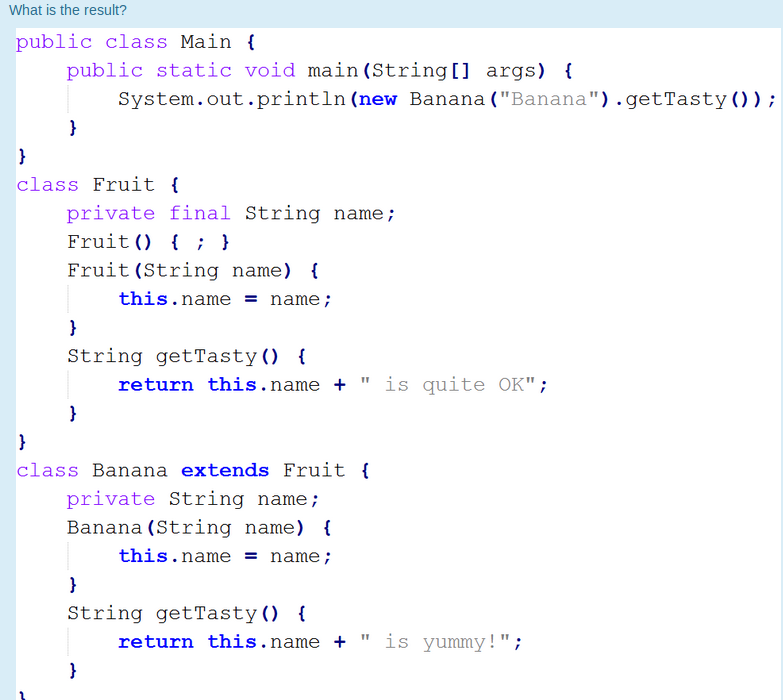 What is the result?
public class Main {
    public static void main(String[] args) {
        System.out.println(new Banana("Banana").getTasty());
    }
}
class Fruit {
    private final String name;
    Fruit() { ; }
    Fruit(String name) {
        this.name = name;
    }
    String getTasty() {
        return this.name + " is quite OK";
    }
}
class Banana extends Fruit {
    private String name;
    Banana(String name) {
        this.name = name;
    }
    String getTasty() {
        return this.name + " is yummy!";
    }
}